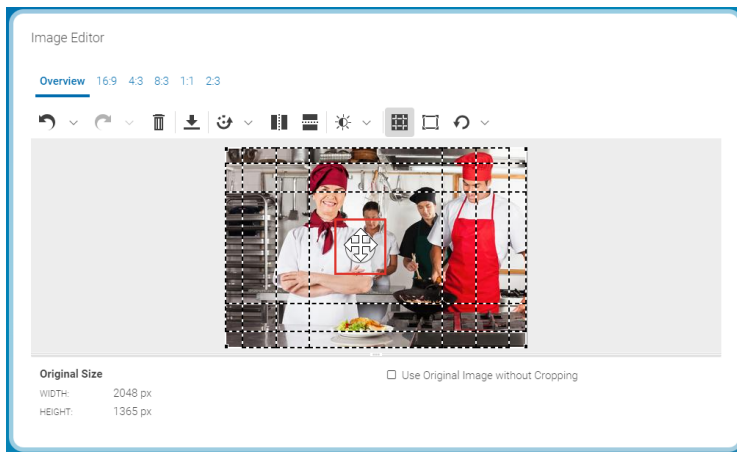 Image Editor
Overview 16:9 4:3 8:3 1:1 2:3
Original Size
Use Original Image without Cropping
WIDTH: 2048 px
HEIGHT: 1365 px